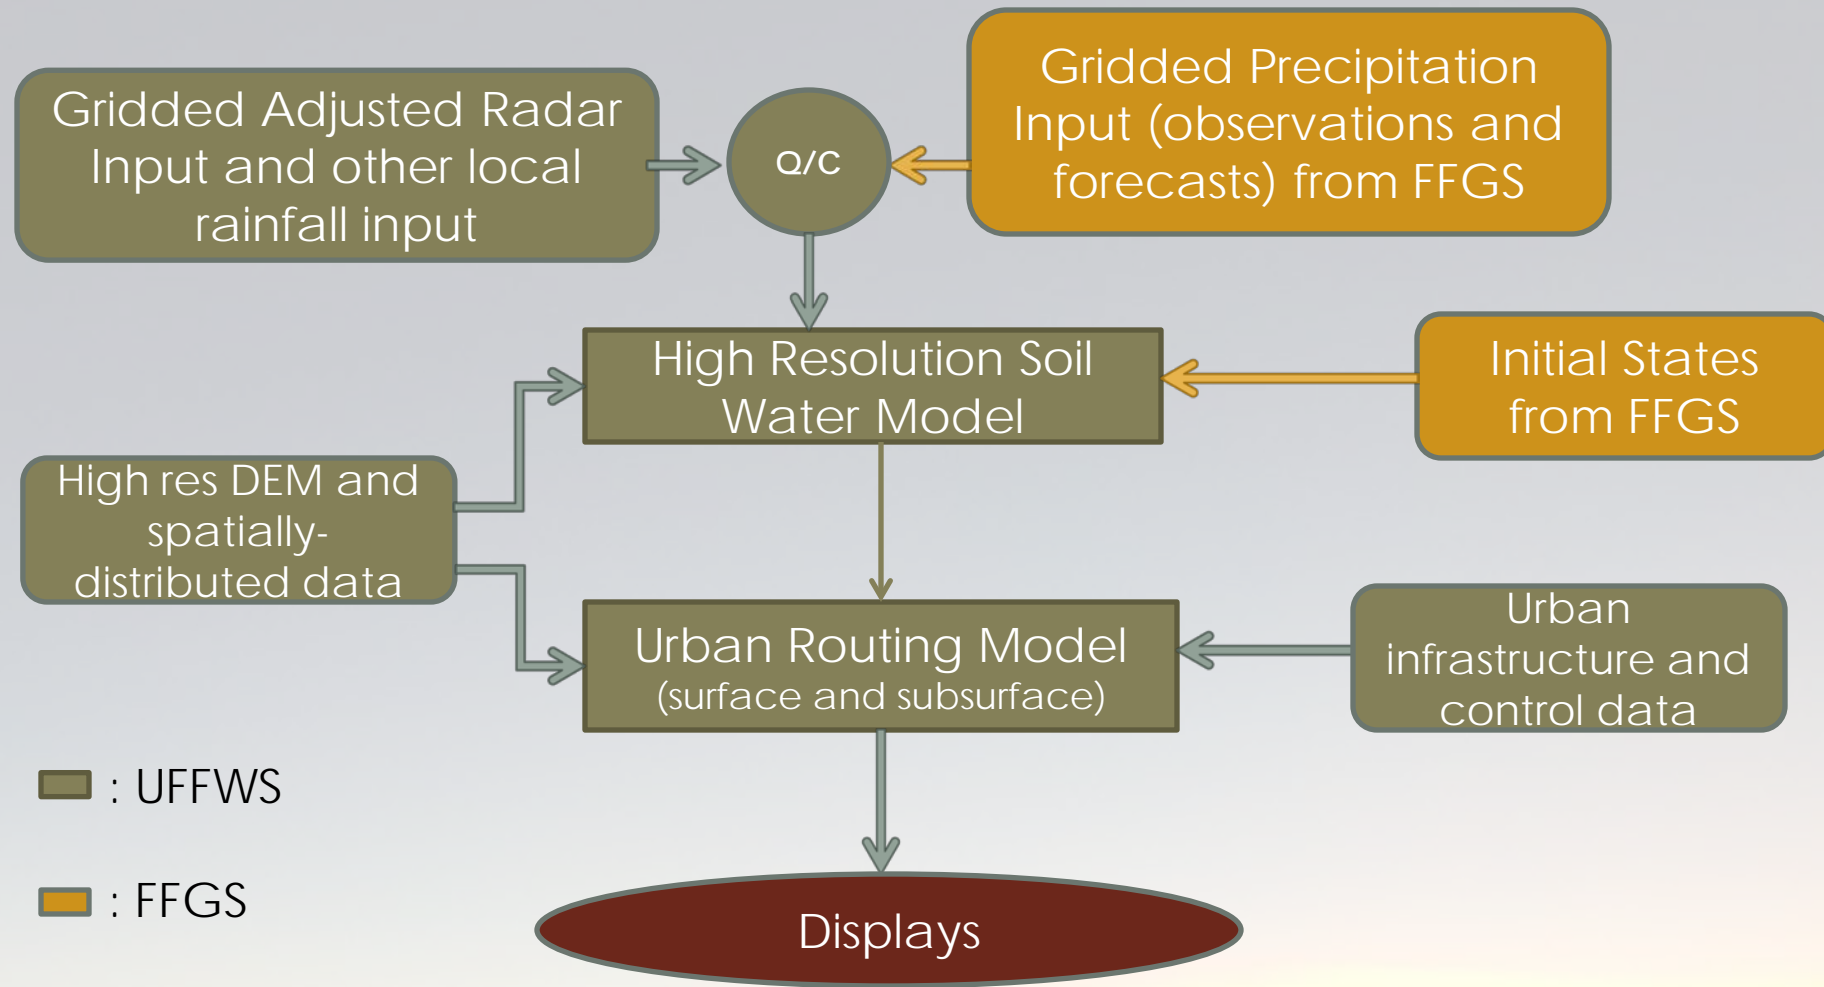 Gridded Adjusted Radar
Input and other local
rainfall input
Q/C
Gridded Precipitation
Input (observations and
forecasts) from FFGS
High Resolution Soil
Water Model
Initial States
from FFGS
High res DEM and
spatially-
distributed data
Urban Routing Model
(surface and subsurface)
Urban
infrastructure and
control data
: UFFWS
: FFGS
Displays